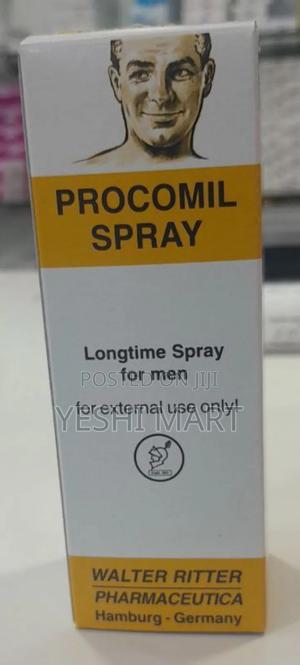 PROCOMIL
SPRAY
Longtime Spray
for men
POSTED ON JIJI
for external use only!
YESHI MART
WALTER RITTER
PHARMACEUTICA
Hamburg - Germany